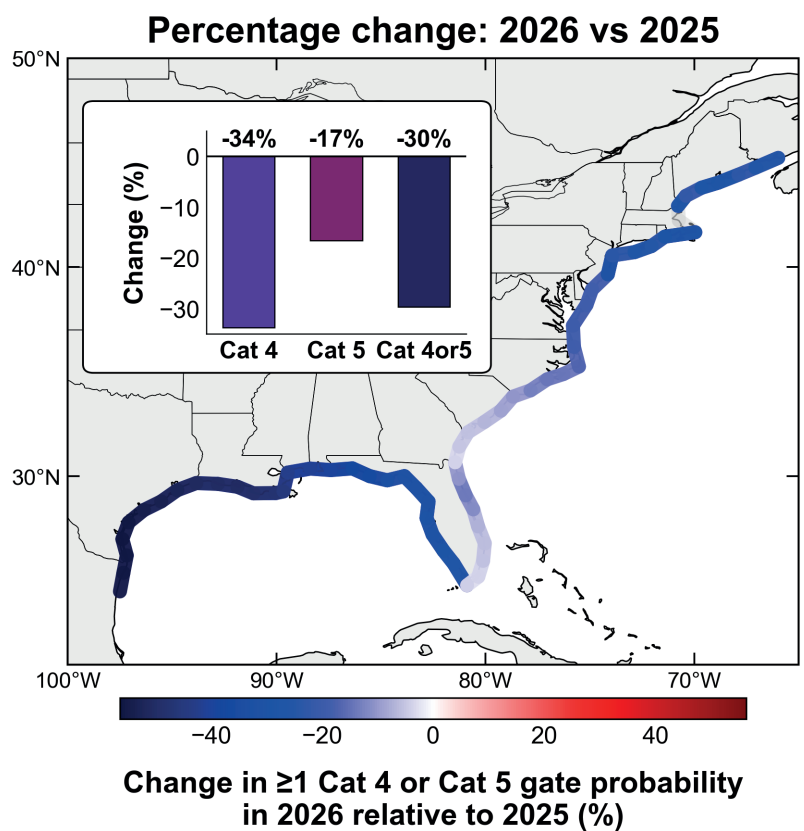 Percentage change: 2026 vs 2025
50°N
-34% -17% -30%
0
−10
−20
−30
Change (%)
Cat 4 Cat 5 Cat 4or5
40°N
30°N
100°W 90°W 80°W 70°W
−40 −20 0 20 40
Change in ≥1 Cat 4 or Cat 5 gate probability
in 2026 relative to 2025 (%)